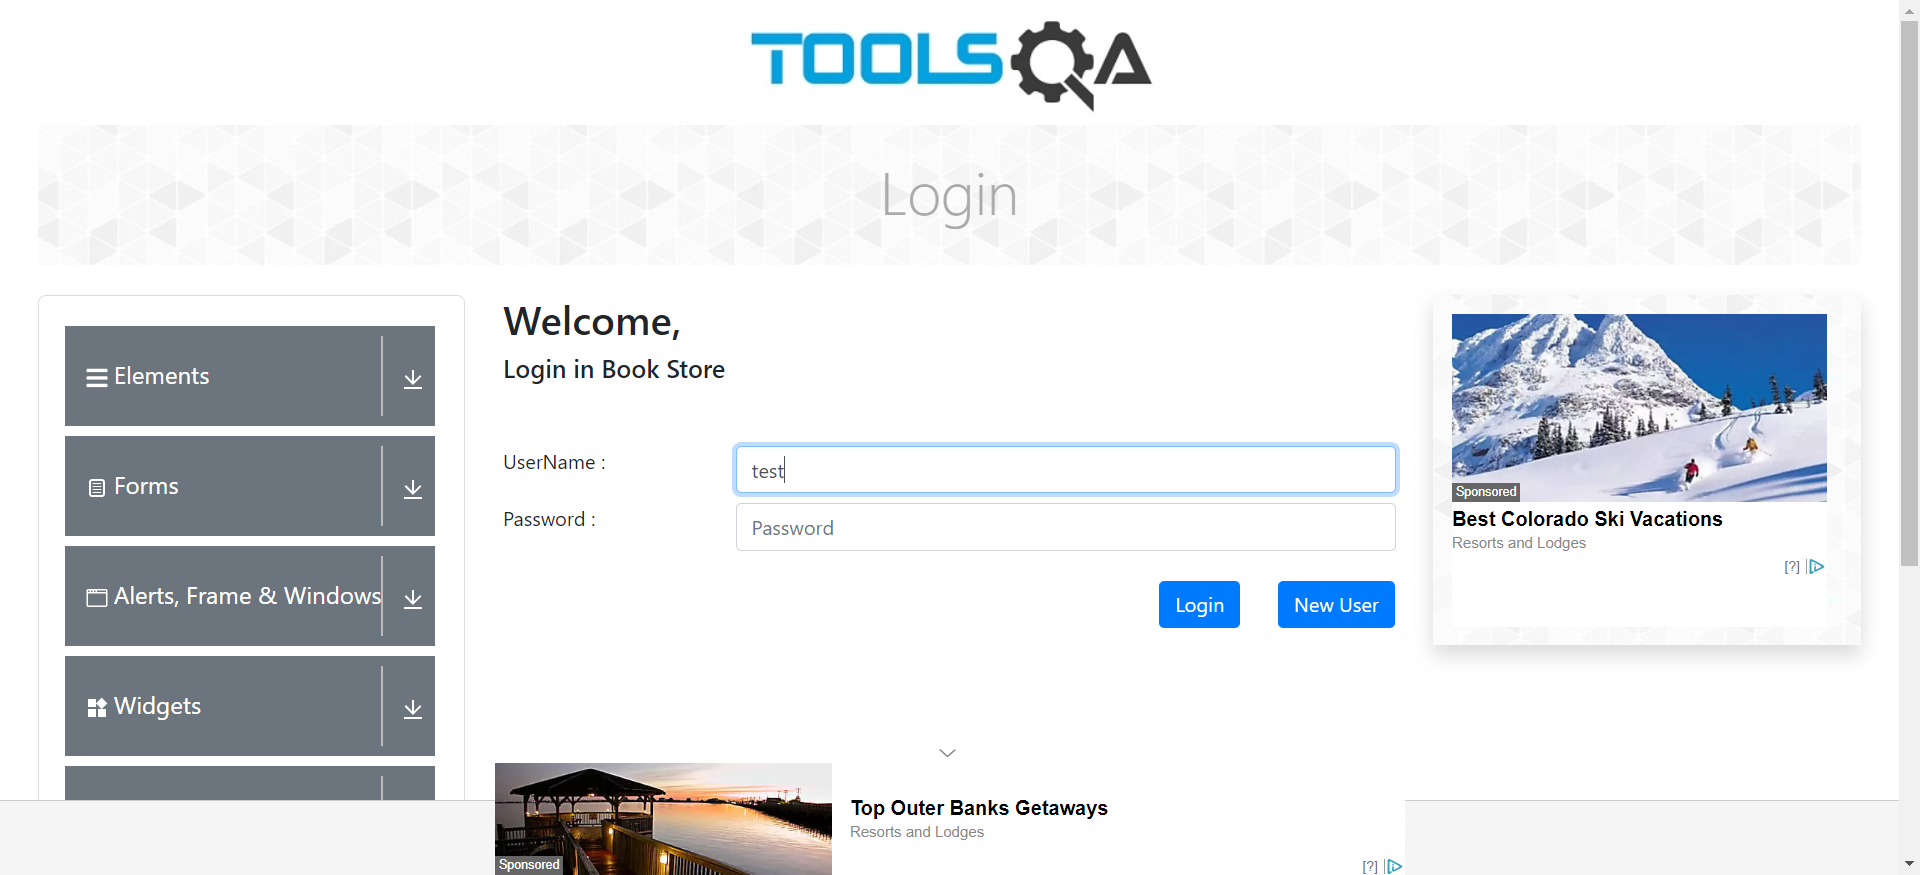 TOOLSQA
Login
Elements
Forms
Alerts, Frame & Windows
Widgets
Welcome,
Login in Book Store
UserName :
test
Password :
Password
Login
New User
Sponsored
Best Colorado Ski Vacations
Resorts and Lodges
[?]
Sponsored
Top Outer Banks Getaways
Resorts and Lodges
[?]